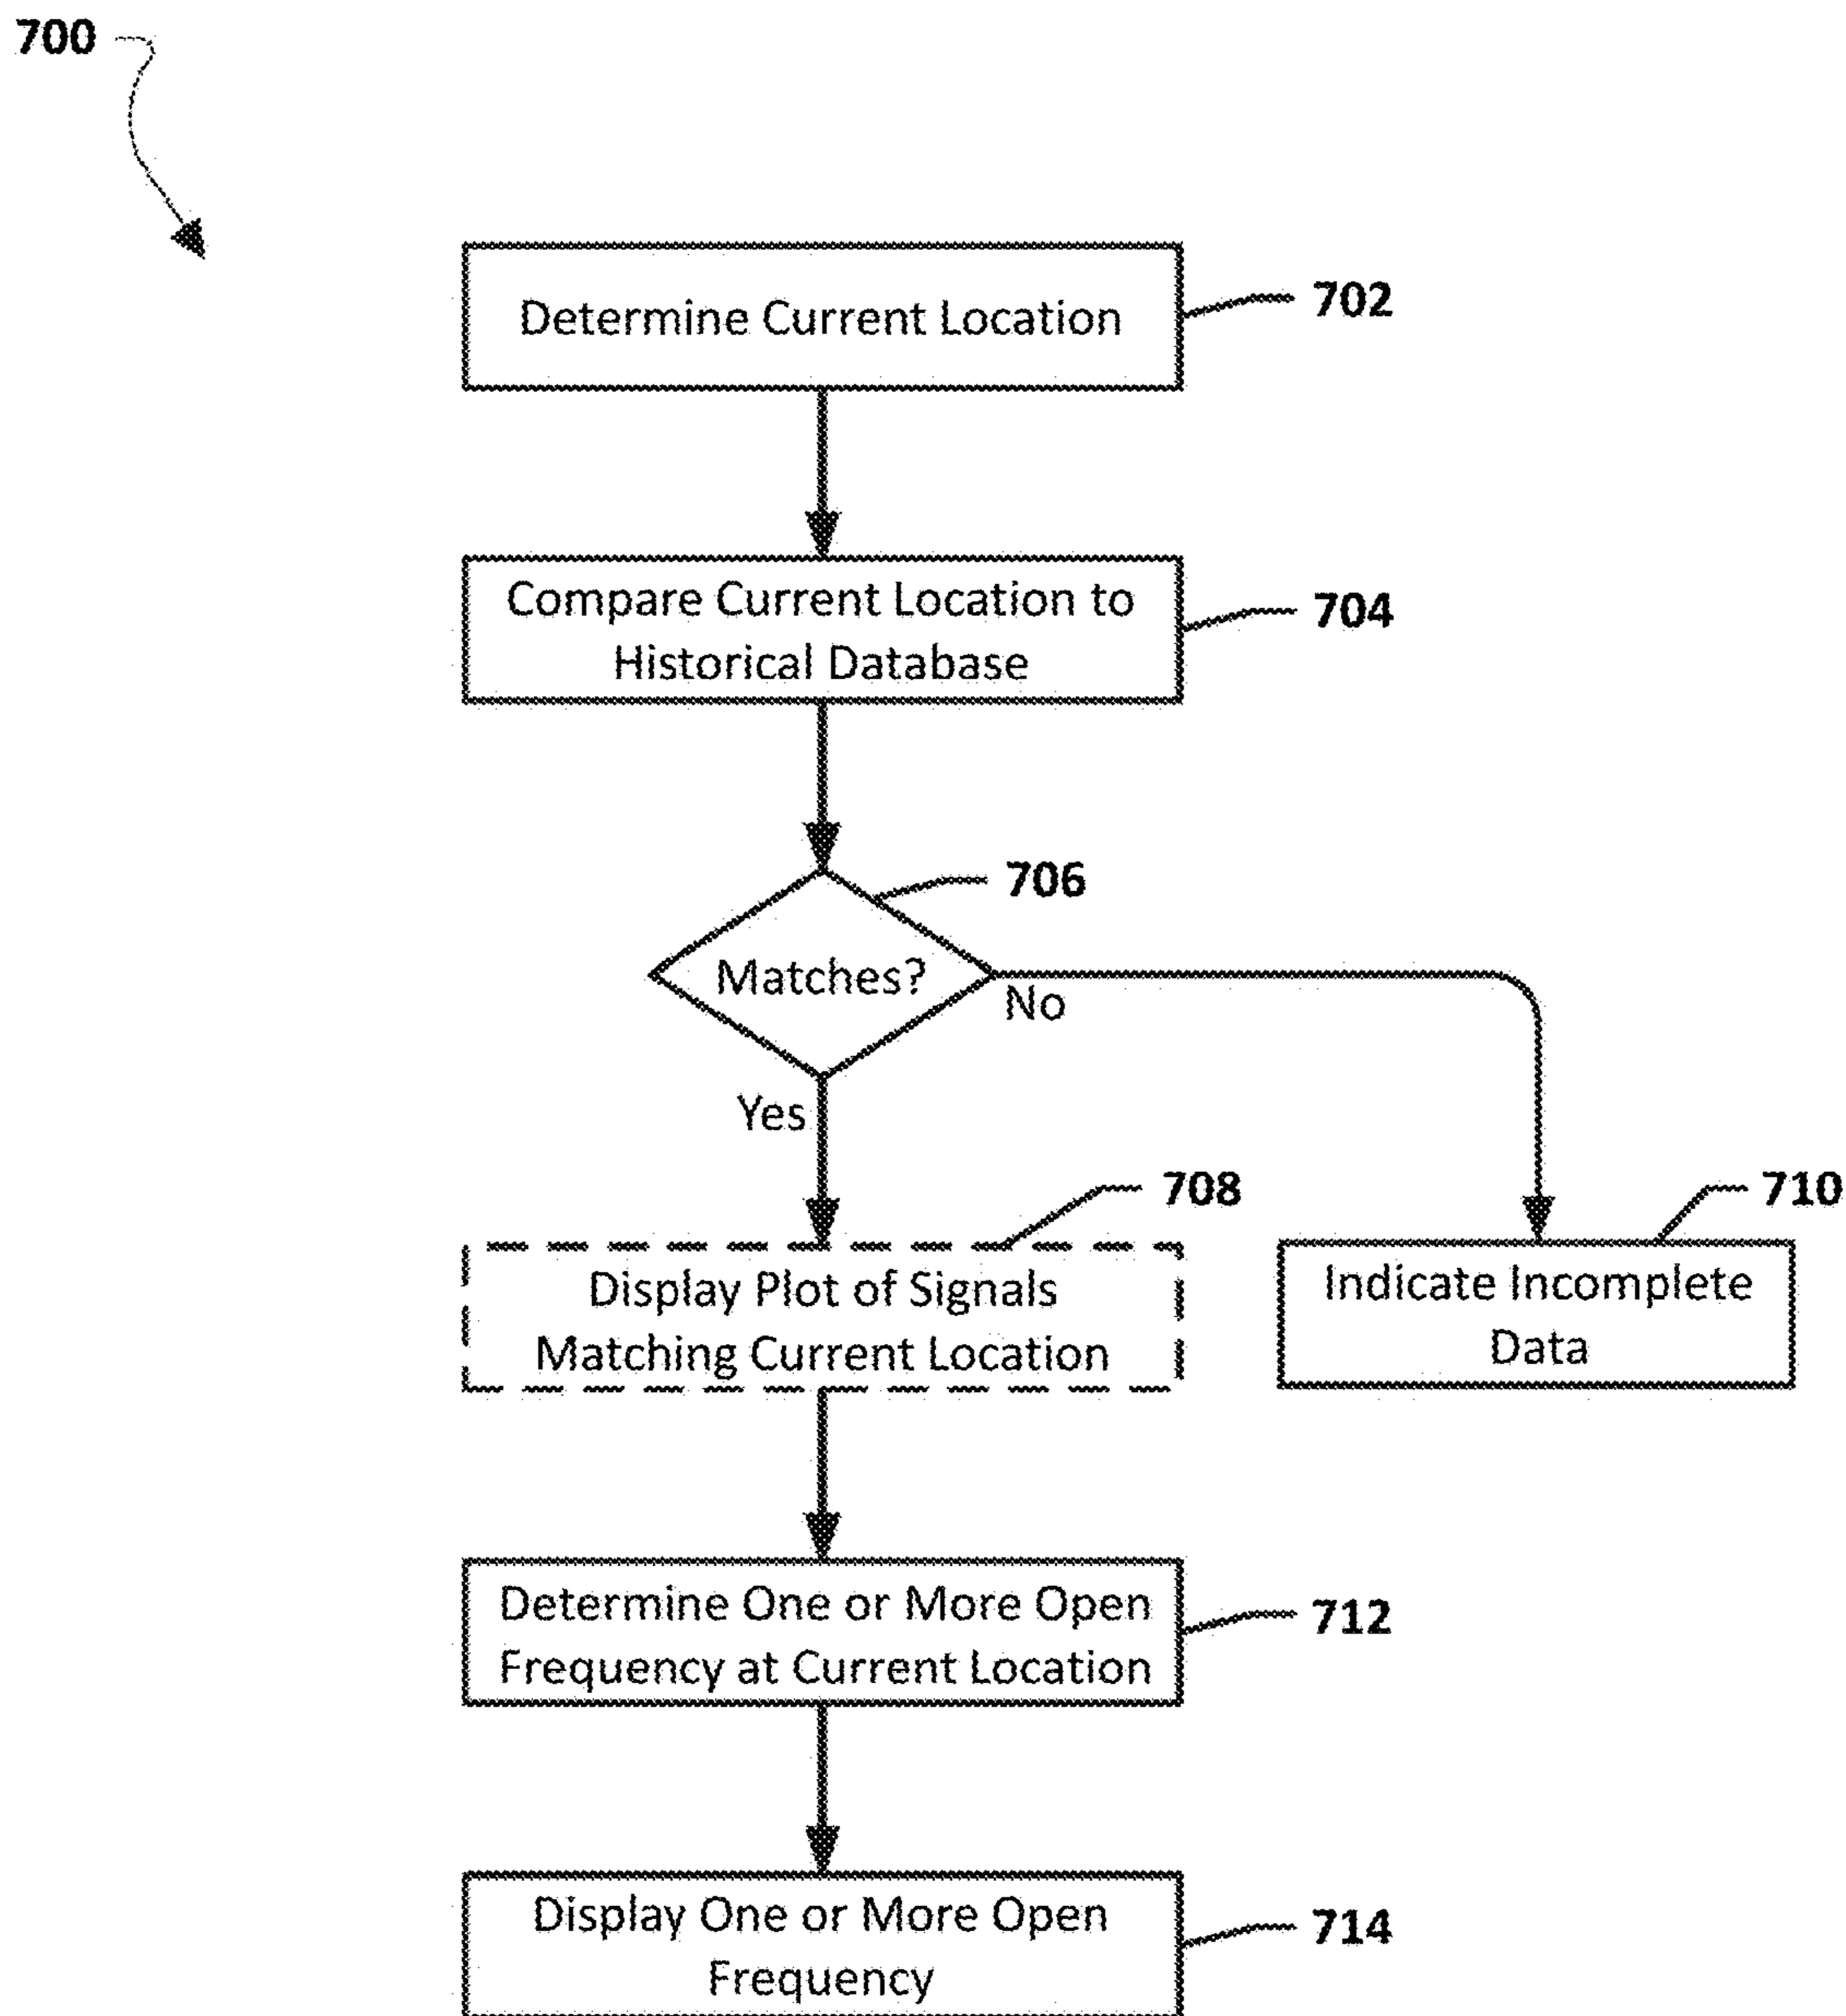 700
Determine Current Location
702
Compare Current Location to
Historical Database
704
706
Matches?
No
Yes
708
Display Plot of Signals
Matching Current Location
710
Indicate Incomplete
Data
Determine One or More Open
Frequency at Current Location
712
Display One or More Open
Frequency
714